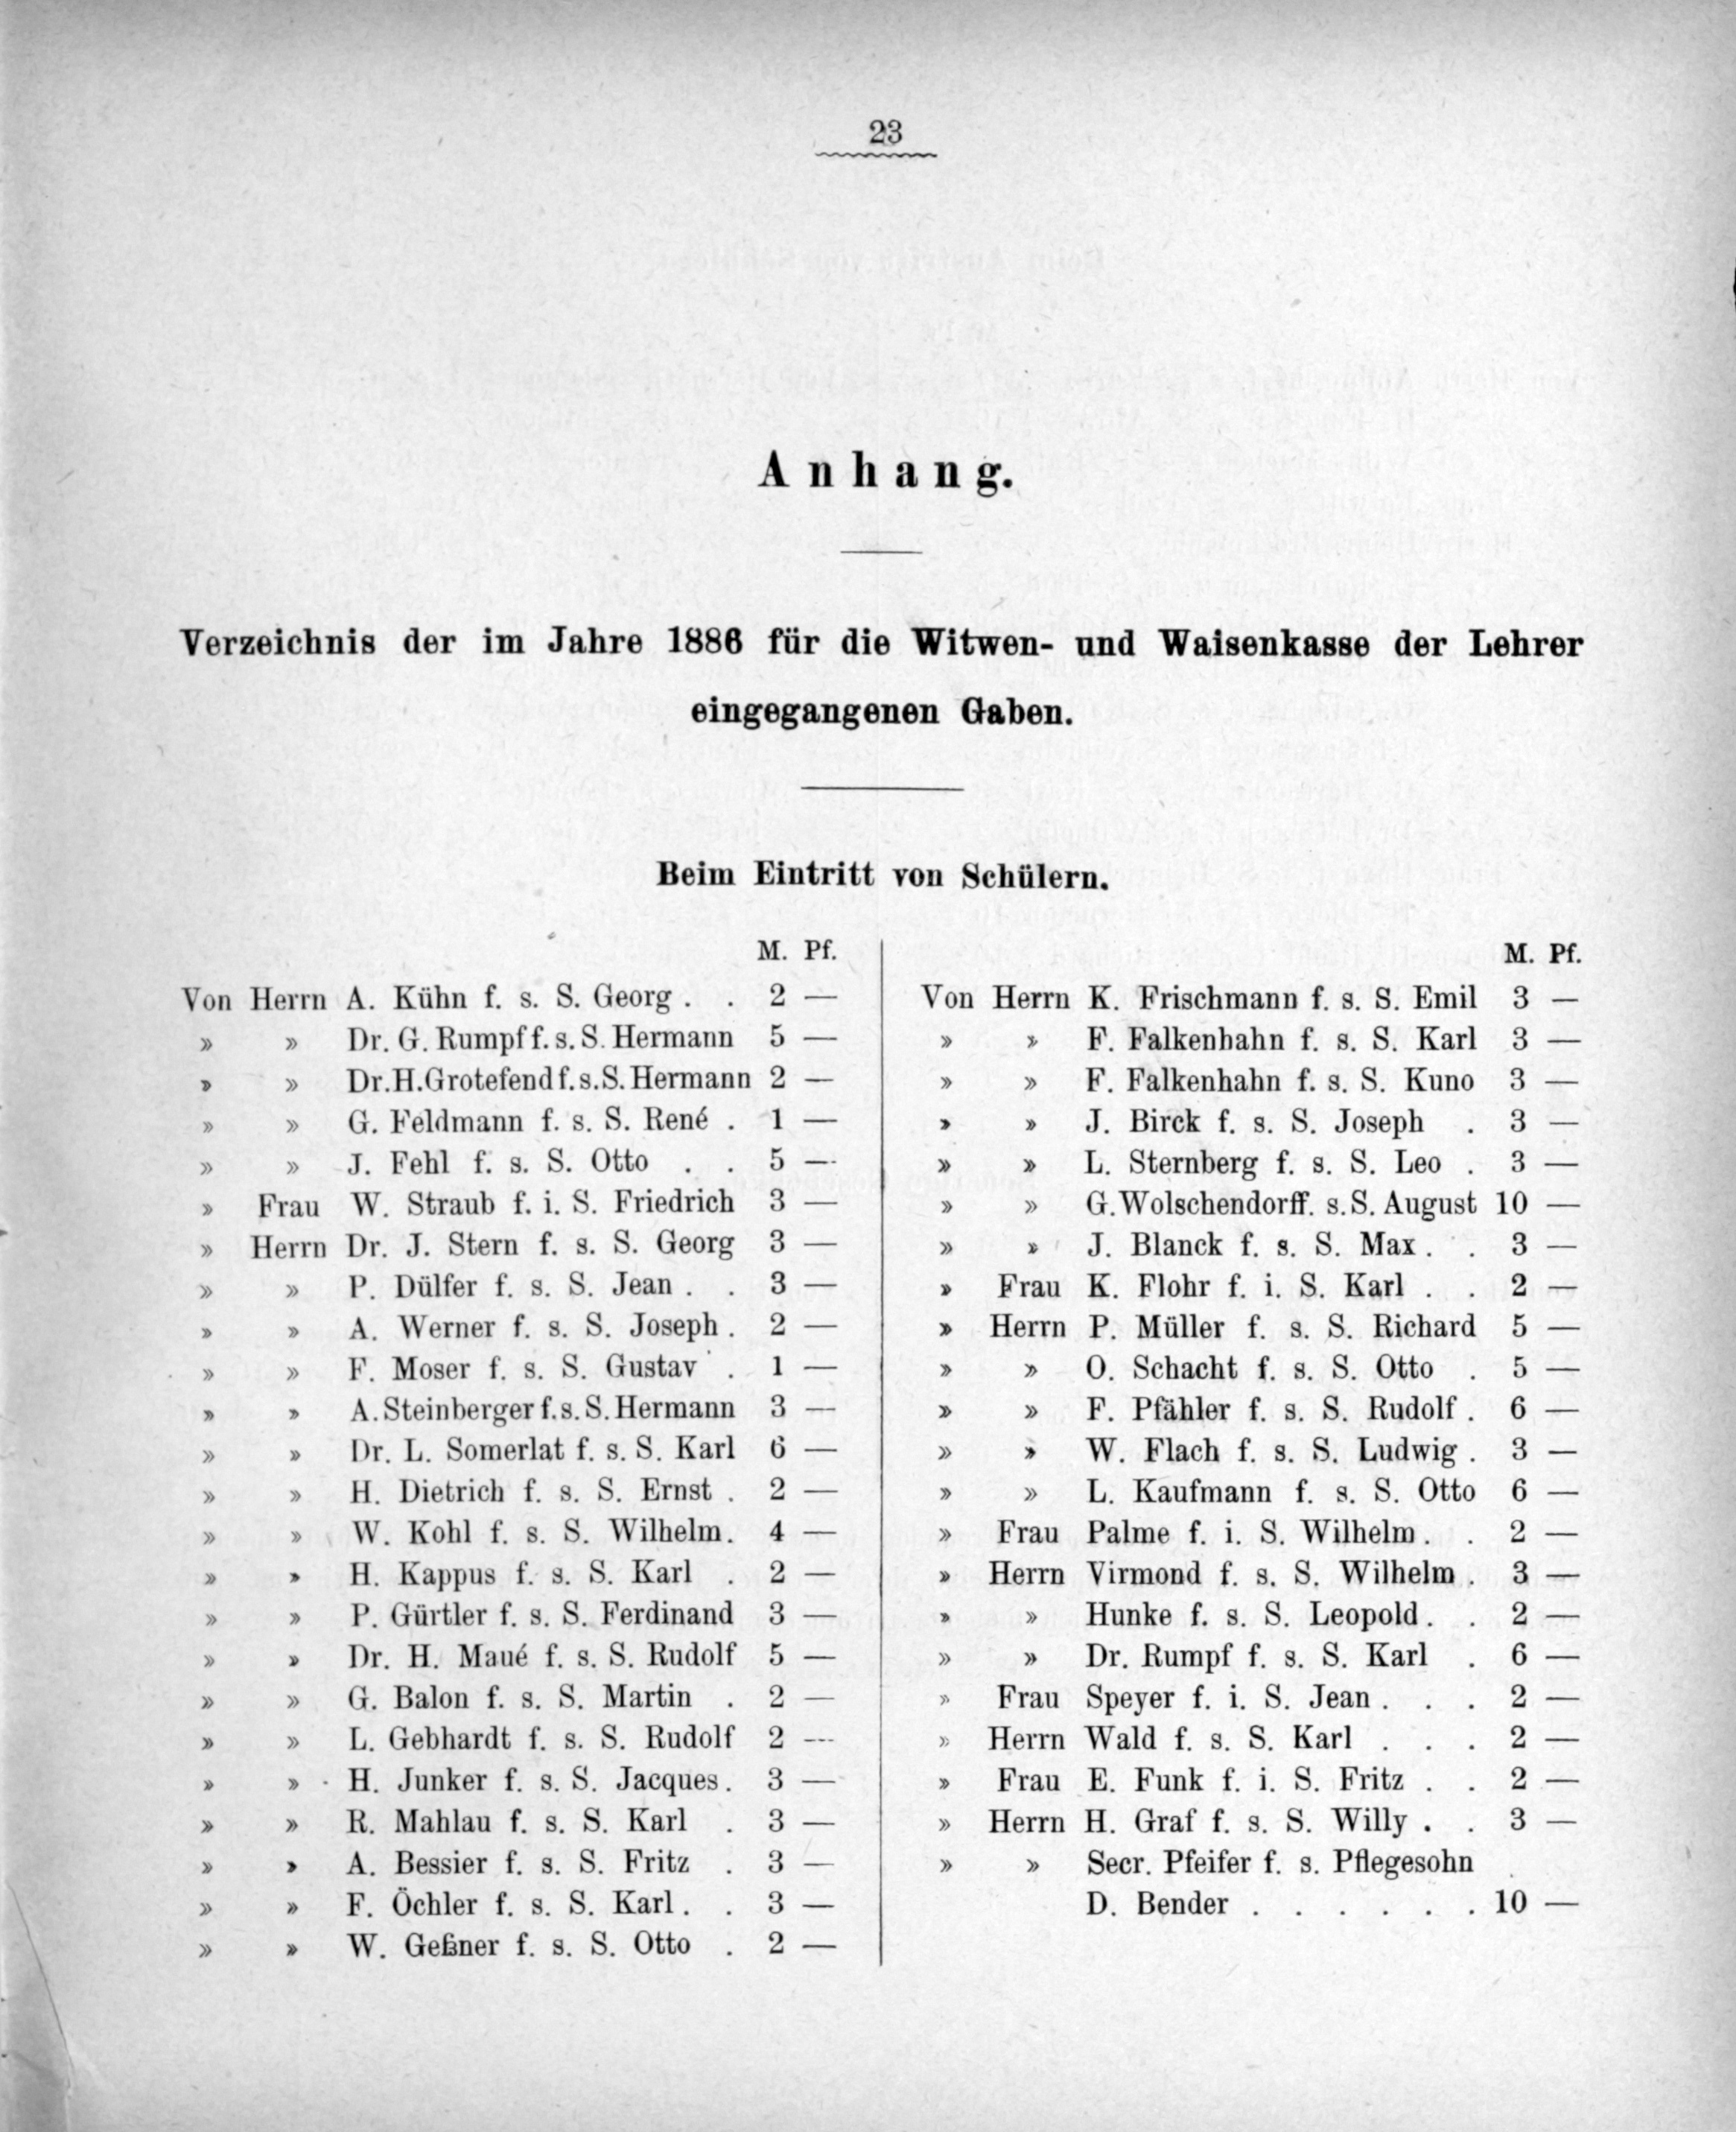 23
Anhang.
Verzeichnis der im Jahre 1886 für die Witwen- und Waisenkasse der Lehrer
eingegangenen Gaben.
Beim Eintritt von Schülern.
M. Pf.
Von Herrn A. Kühn f. s. S. Georg . . 2 —
» » Dr. G. Rumpf f. s. S. Hermann 5 —
» » Dr. H. Grotefend f. s. S. Hermann 2 —
» » G. Feldmann f. s. S. René . 1 —
» » J. Fehl f. s. S. Otto . . 5 —
» Frau W. Straub f. i. S. Friedrich 3 —
» Herrn Dr. J. Stern f. s. S. Georg 3 —
» » P. Dülfer f. s. S. Jean . . 3 —
» » A. Werner f. s. S. Joseph . 2 —
» » F. Moser f. s. S. Gustav . 1 —
» » A. Steinberger f. s. S. Hermann 3 —
» » Dr. L. Somerlat f. s. S. Karl 6 —
» » H. Dietrich f. s. S. Ernst . 2 —
» » W. Kohl f. s. S. Wilhelm . 4 —
» » H. Kappus f. s. S. Karl . 2 —
» » P. Gürtler f. s. S. Ferdinand 3 —
» » Dr. H. Maué f. s. S. Rudolf 5 —
» » G. Balon f. s. S. Martin . 2 —
» » L. Gebhardt f. s. S. Rudolf 2 —
» » H. Junker f. s. S. Jacques . 3 —
» » R. Mahlau f. s. S. Karl . 3 —
» » A. Bessier f. s. S. Fritz . 3 —
» » F. Öchler f. s. S. Karl . . 3 —
» » W. Geßner f. s. S. Otto . 2 —
M. Pf.
Von Herrn K. Frischmann f. s. S. Emil 3 —
» » F. Falkenhahn f. s. S. Karl 3 —
» » F. Falkenhahn f. s. S. Kuno 3 —
» » J. Birck f. s. S. Joseph . 3 —
» » L. Sternberg f. s. S. Leo . 3 —
» » G. Wolschendorff. s. S. August 10 —
» » J. Blanck f. s. S. Max . . 3 —
» Frau K. Flohr f. i. S. Karl . . 2 —
» Herrn P. Müller f. s. S. Richard 5 —
» » O. Schacht f. s. S. Otto . 5 —
» » F. Pfähler f. s. S. Rudolf . 6 —
» » W. Flach f. s. S. Ludwig . 3 —
» » L. Kaufmann f. s. S. Otto 6 —
» Frau Palme f. i. S. Wilhelm . . 2 —
» Herrn Virmond f. s. S. Wilhelm . 3 —
» » Hunke f. s. S. Leopold . . 2 —
» » Dr. Rumpf f. s. S. Karl . 6 —
» Frau Speyer f. i. S. Jean . . . 2 —
» Herrn Wald f. s. S. Karl . . . 2 —
» Frau E. Funk f. i. S. Fritz . . 2 —
» Herrn H. Graf f. s. S. Willy . . 3 —
» » Secr. Pfeifer f. s. Pflegesohn
D. Bender . . . . . . 10 —